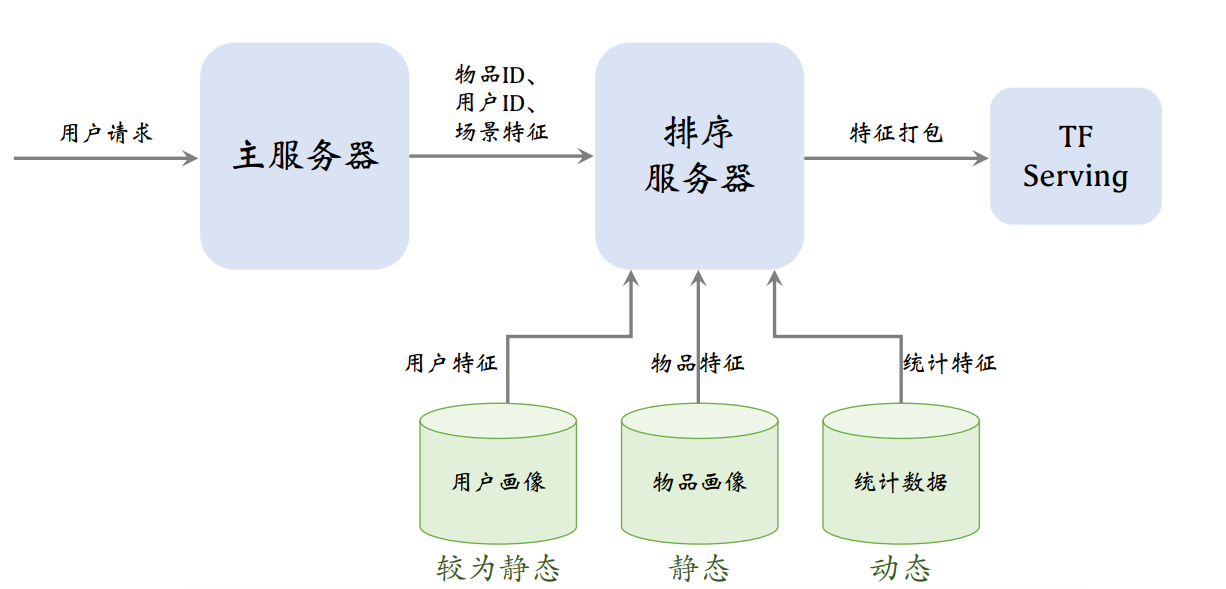 用户请求
主服务器
物品ID、
用户ID、
场景特征
排序
服务器
特征打包
TF
Serving
用户特征
物品特征
统计特征
用户画像
物品画像
统计数据
较为静态
静态
动态